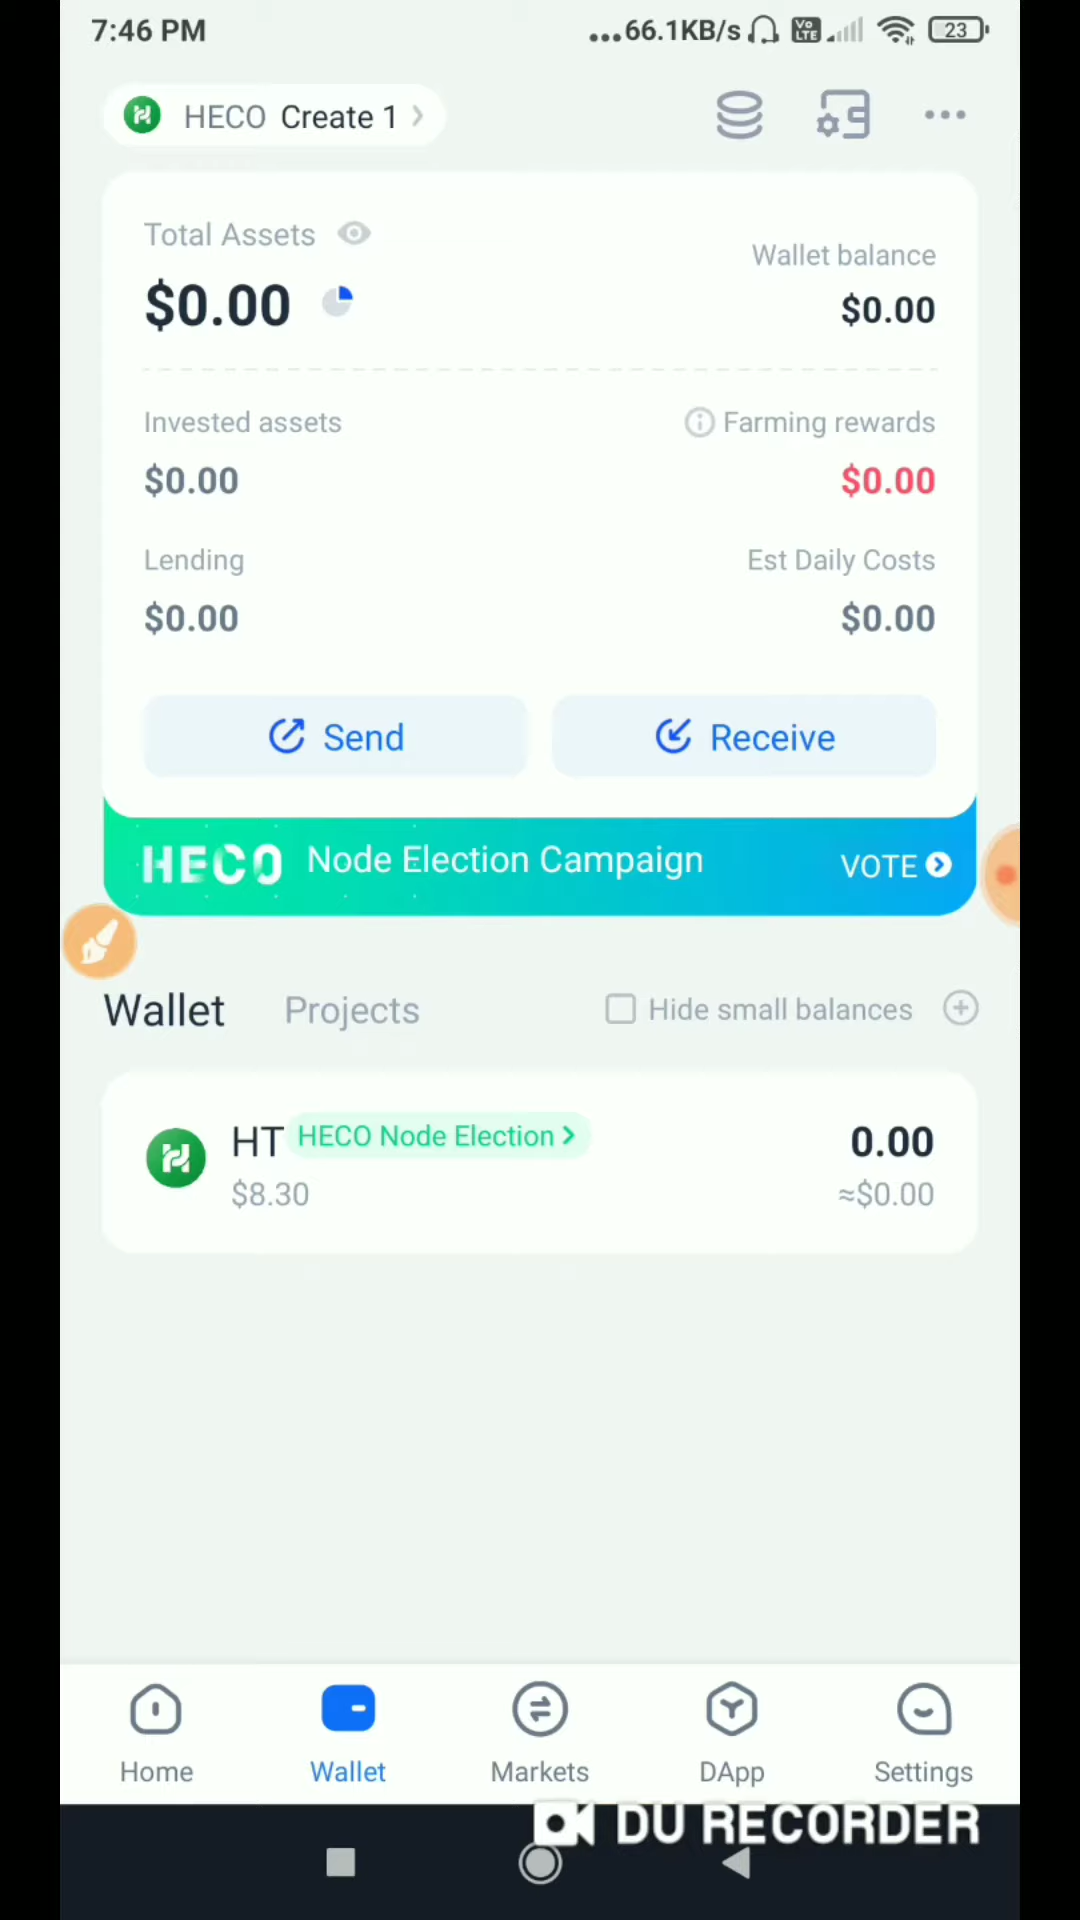 7:46 PM
...66.1KB/s
Vo LTE
23
HECO Create 1
Total Assets
$0.00
Wallet balance
$0.00
Invested assets
$0.00
Farming rewards
$0.00
Lending
$0.00
Est Daily Costs
$0.00
Send
Receive
HECO Node Election Campaign VOTE
Wallet Projects Hide small balances
HT HECO Node Election 0.00
$8.30 ≈$0.00
Home Wallet Markets DApp Settings
DU RECORDER